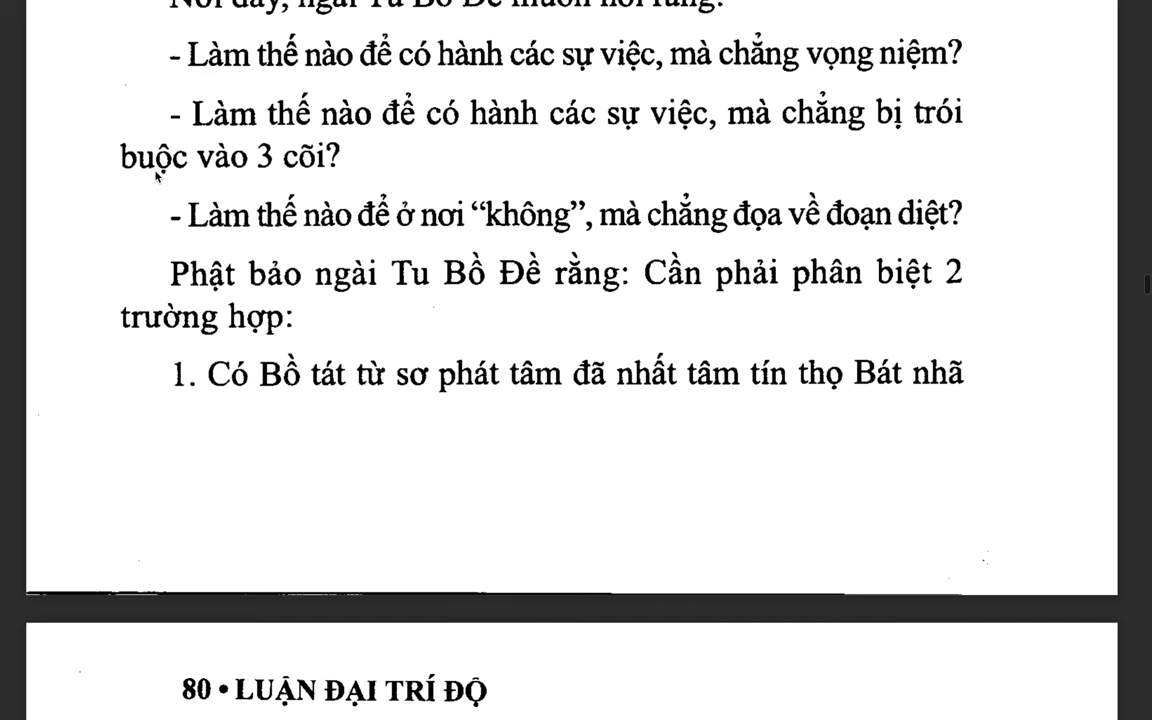 - Làm thế nào để có hành các sự việc, mà chẳng vọng niệm?
- Làm thế nào để có hành các sự việc, mà chẳng bị trói
buộc vào 3 cõi?
- Làm thế nào để ở nơi “không”, mà chẳng đọa về đoạn diệt?
Phật bảo ngài Tu Bồ Đề rằng: Cần phải phân biệt 2
trường hợp:
1. Có Bồ tát từ sơ phát tâm đã nhất tâm tín thọ Bát nhã
80 • LUẬN ĐẠI TRÍ ĐỘ